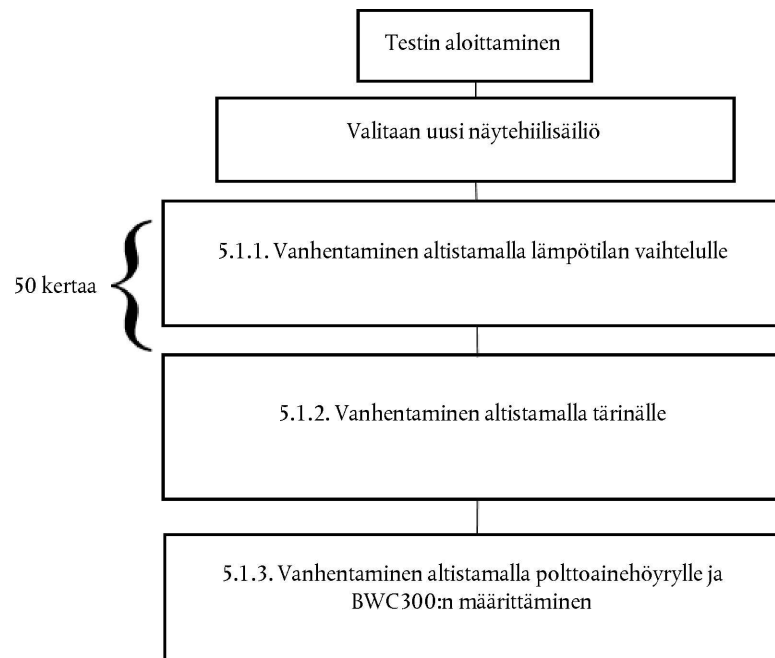 Testin aloittaminen
Valitaan uusi näytehiilisäiliö
5.1.1. Vanhentaminen altistamalla lämpötilan vaihtelulle
50 kertaa
5.1.2. Vanhentaminen altistamalla tärinälle
5.1.3. Vanhentaminen altistamalla polttoainehöyrylle ja
BWC300:n määrittäminen